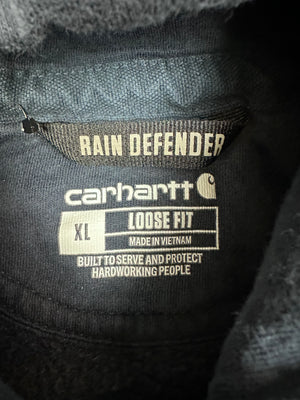 RAIN DEFENDER
carhartt
XL
LOOSE FIT
MADE IN VIETNAM
BUILT TO SERVE AND PROTECT
HARDWORKING PEOPLE